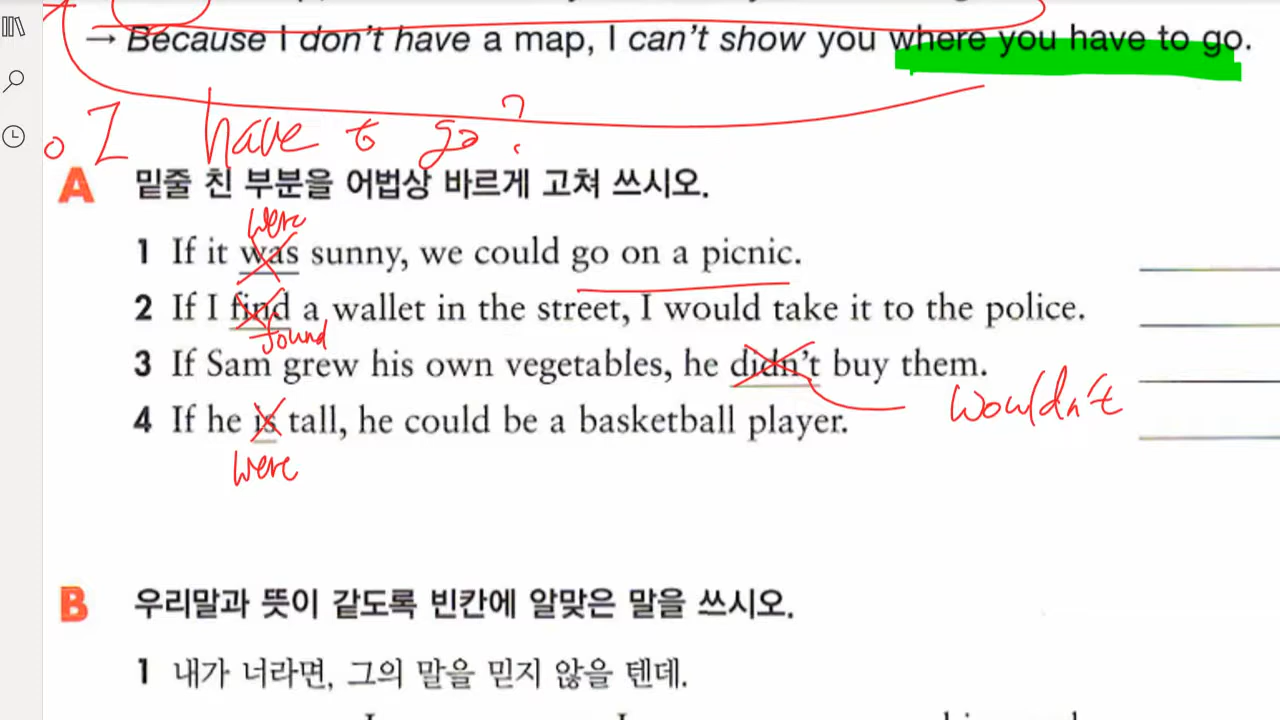 → Because I don't have a map, I can't show you where you have to go.
I have to go?
A 밑줄 친 부분을 어법상 바르게 고쳐 쓰시오.
were
1 If it was sunny, we could go on a picnic.
2 If I find a wallet in the street, I would take it to the police.
found
3 If Sam grew his own vegetables, he didn't buy them.
wouldn't
4 If he is tall, he could be a basketball player.
were
B 우리말과 뜻이 같도록 빈칸에 알맞은 말을 쓰시오.
1 내가 너라면, 그의 말을 믿지 않을 텐데.